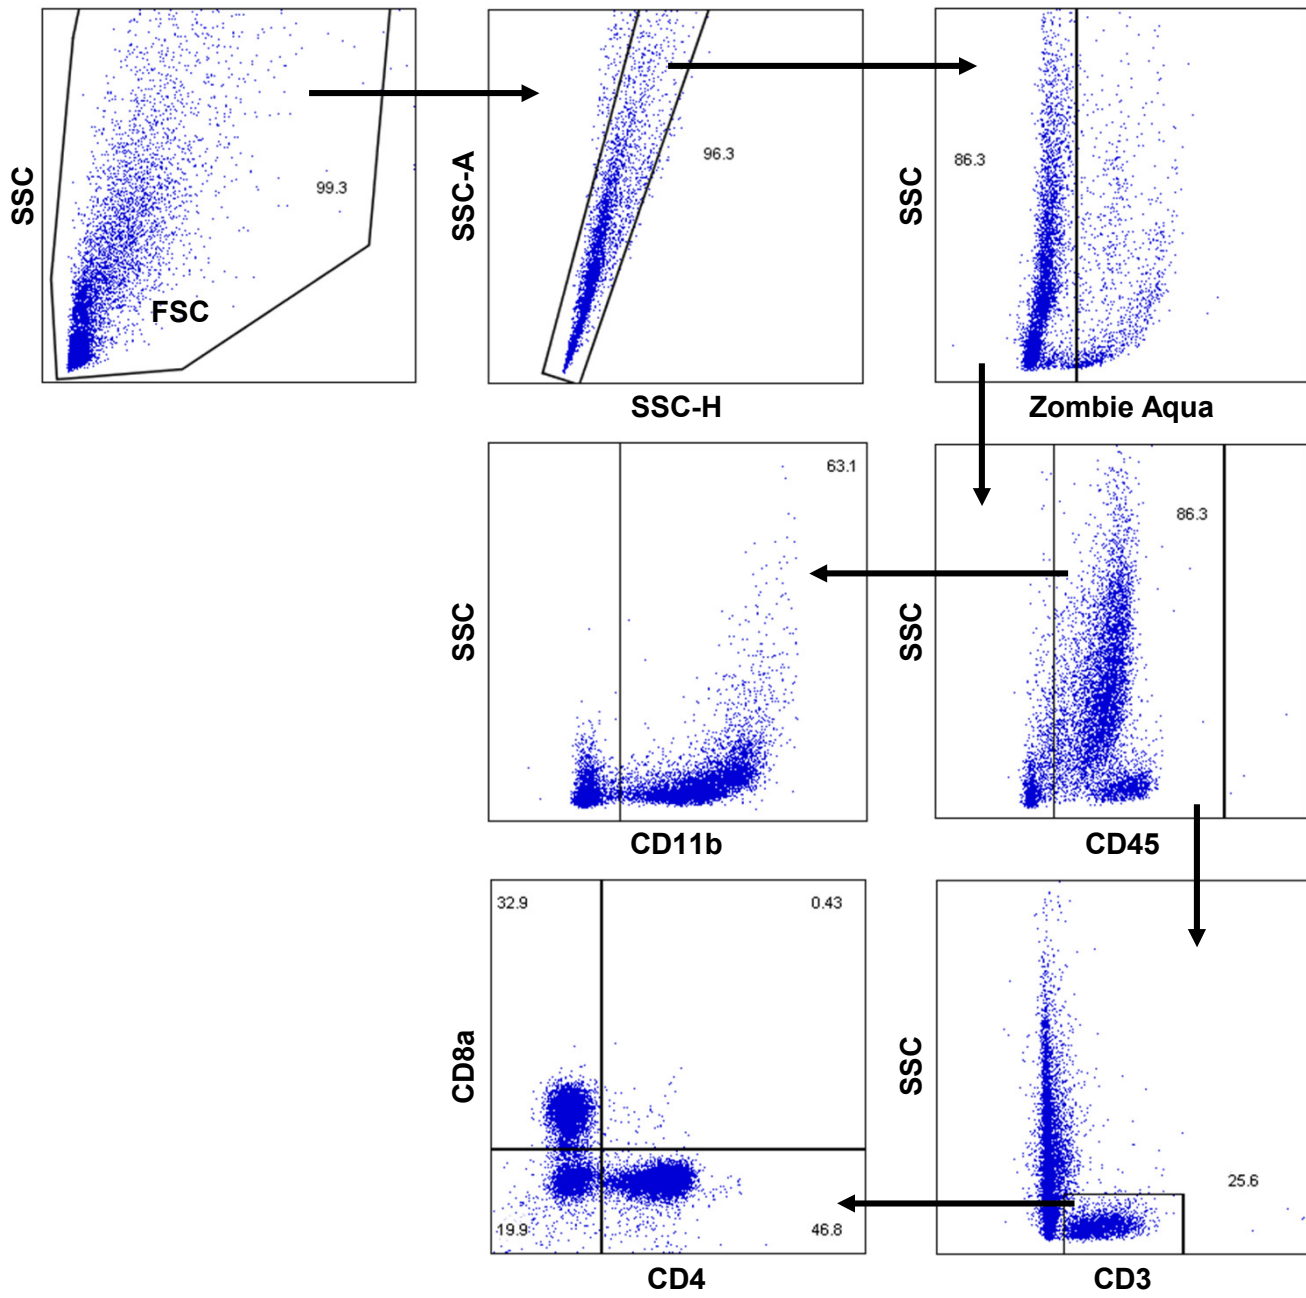 SSC
99.3
FSC
SSC-A
96.3
SSC-H
SSC
86.3
Zombie Aqua
SSC
63.1
CD11b
SSC
86.3
CD45
CD8a
32.9
0.43
19.9
46.8
CD4
SSC
25.6
CD3